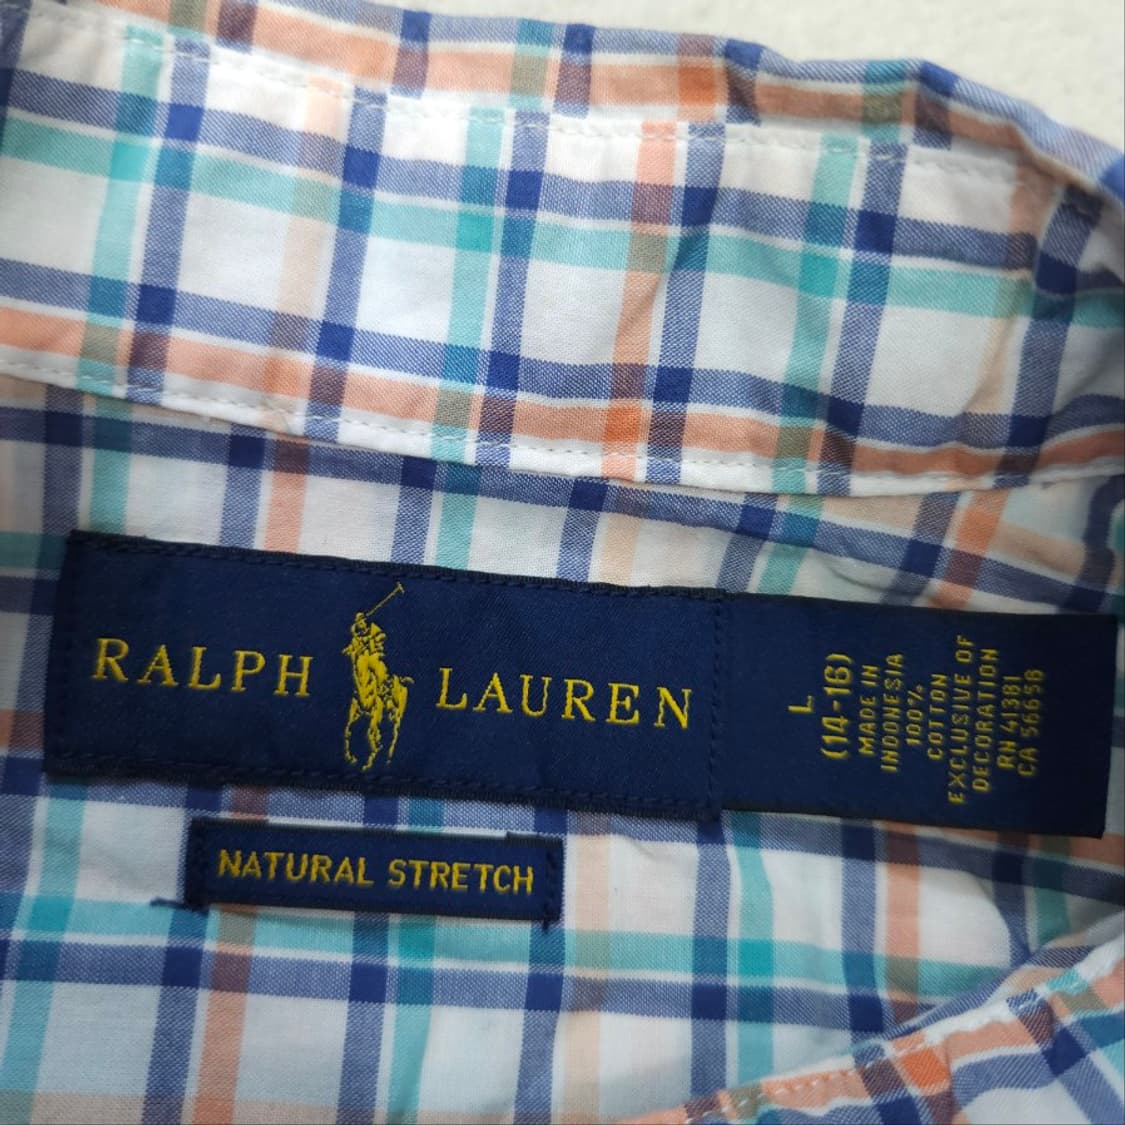 RALPH LAUREN
L
(14-16)
MADE IN
INDONESIA
100%
COTTON
EXCLUSIVE OF
DECORATION
RN 41381
CA 56658
NATURAL STRETCH